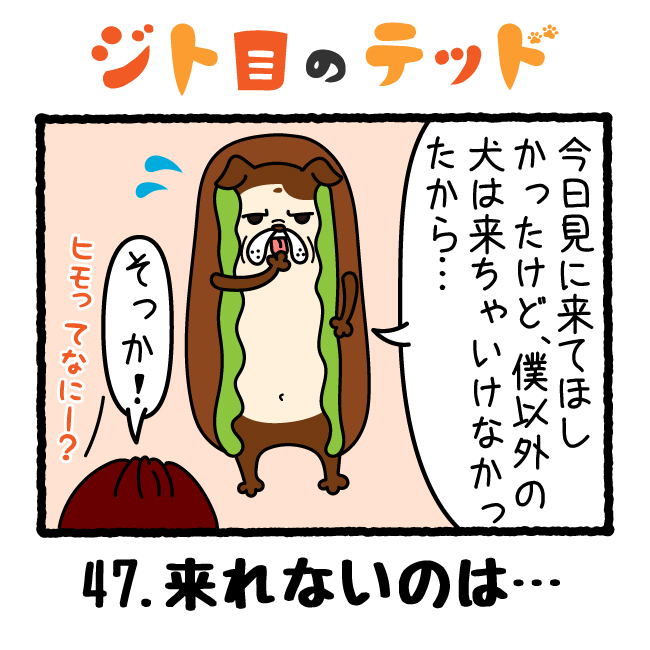 ジト目のテッド
今日見に来てほし
かったけど、僕以外の
犬は来ちゃいけなかっ
たから…
そっか!
ヒモってなにー?
47.来れないのは…